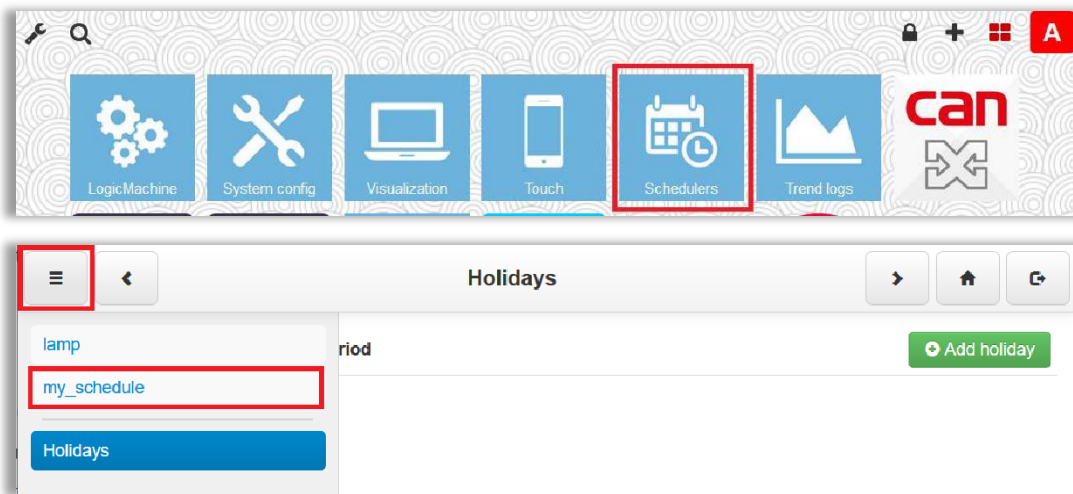 A
can
LogicMachine
System config
Visualization
Touch
Schedulers
Trend logs
Holidays
lamp
riod
Add holiday
my_schedule
Holidays